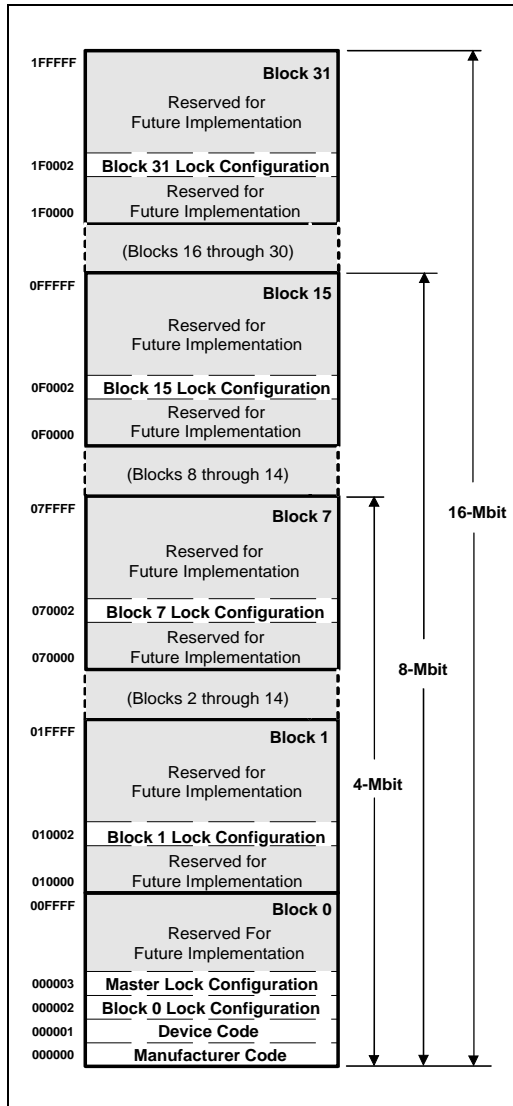 1FFFFF
Block 31
Reserved for
Future Implementation
1F0002
Block 31 Lock Configuration
Reserved for
Future Implementation
1F0000
(Blocks 16 through 30)
0FFFFF
Block 15
Reserved for
Future Implementation
0F0002
Block 15 Lock Configuration
Reserved for
Future Implementation
0F0000
(Blocks 8 through 14)
07FFFF
Block 7
Reserved for
Future Implementation
070002
Block 7 Lock Configuration
Reserved for
Future Implementation
070000
(Blocks 2 through 14)
01FFFF
Block 1
Reserved for
Future Implementation
010002
Block 1 Lock Configuration
Reserved for
Future Implementation
010000
00FFFF
Block 0
Reserved For
Future Implementation
000003
Master Lock Configuration
000002
Block 0 Lock Configuration
000001
Device Code
000000
Manufacturer Code
4-Mbit
8-Mbit
16-Mbit